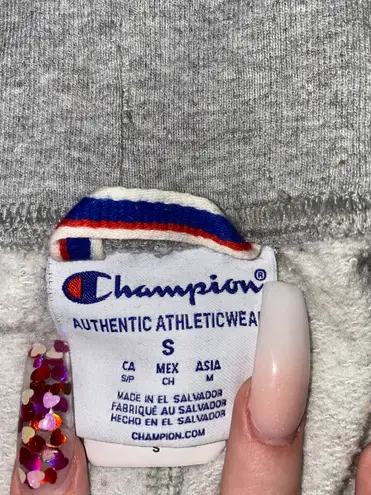 Champion®
AUTHENTIC ATHLETICWEA
S
CA MEX ASIA
S/P CH M
MADE IN EL SALVADOR
FABRIQUÉ AU SALVADOR
HECHO EN EL SALVADOR
CHAMPION.COM
S